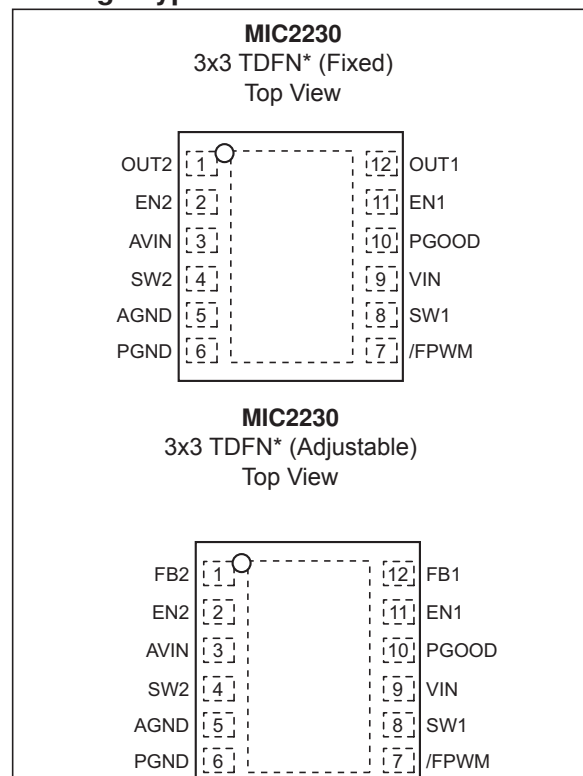 MIC2230
3x3 TDFN* (Fixed)
Top View
OUT2 1 12 OUT1
EN2 2 11 EN1
AVIN 3 10 PGOOD
SW2 4 9 VIN
AGND 5 8 SW1
PGND 6 7 /FPWM
MIC2230
3x3 TDFN* (Adjustable)
Top View
FB2 1 12 FB1
EN2 2 11 EN1
AVIN 3 10 PGOOD
SW2 4 9 VIN
AGND 5 8 SW1
PGND 6 7 /FPWM